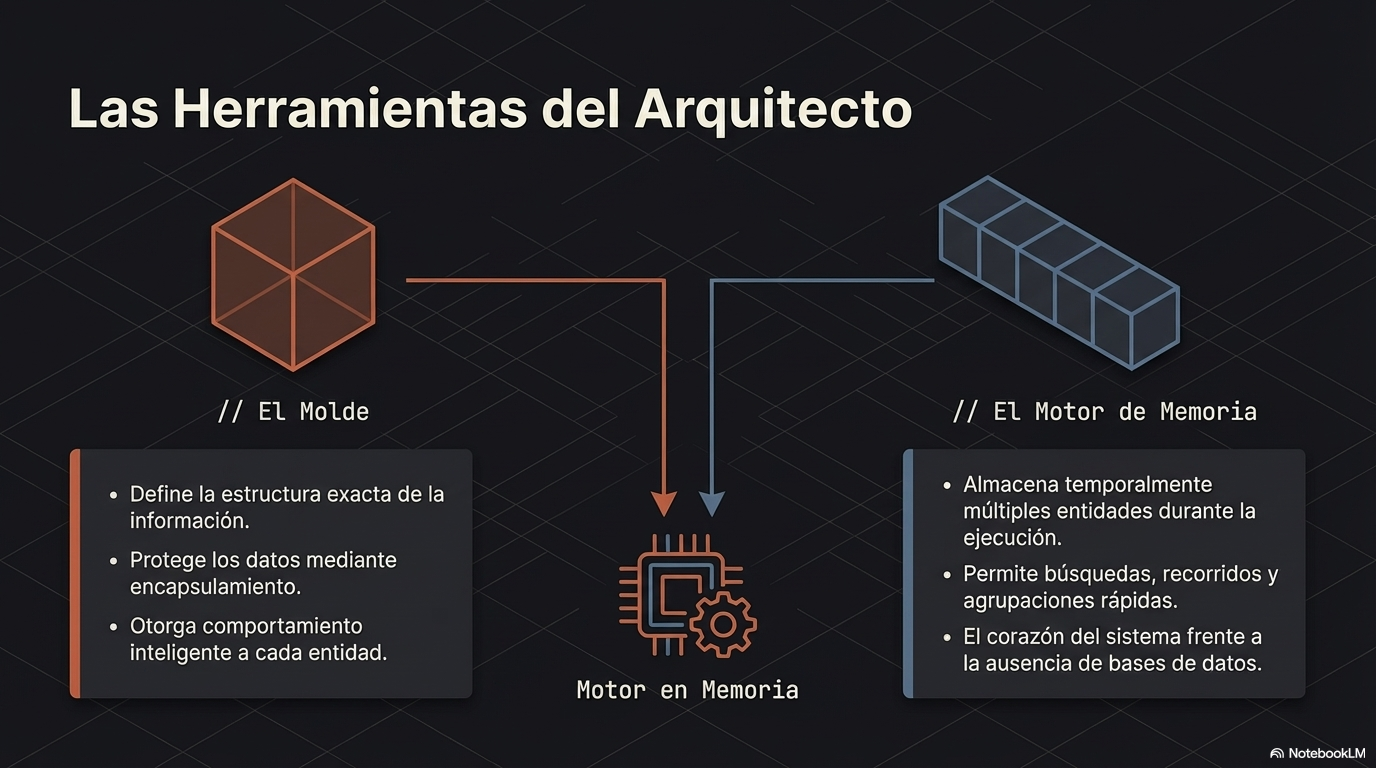 Las Herramientas del Arquitecto
// El Molde
• Define la estructura exacta de la
información.
• Protege los datos mediante
encapsulamiento.
• Otorga comportamiento
inteligente a cada entidad.
Motor en Memoria
// El Motor de Memoria
• Almacena temporalmente
múltiples entidades durante la
ejecución.
• Permite búsquedas, recorridos y
agrupaciones rápidas.
• El corazón del sistema frente a
la ausencia de bases de datos.
NotebookLM